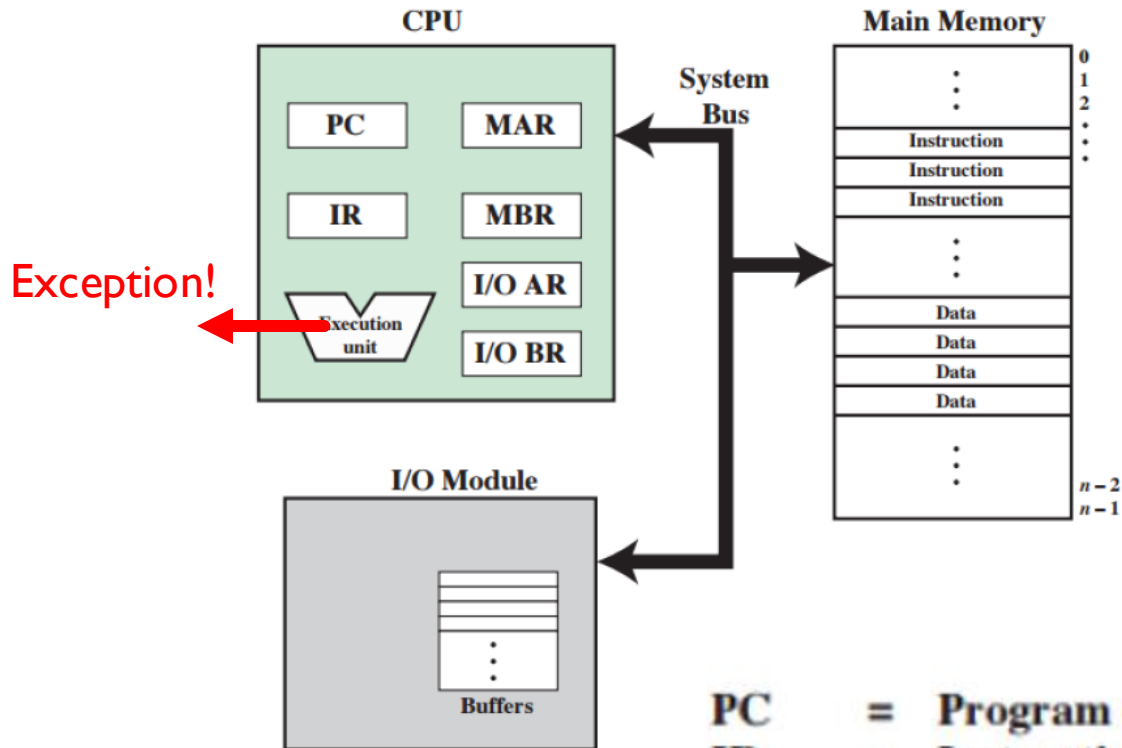 CPU
Main Memory
System
Bus
0
1
2
PC
MAR
Instruction
Instruction
Instruction
IR
MBR
Exception!
I/O AR
Execution
unit
I/O BR
Data
Data
Data
Data
n – 2
n – 1
I/O Module
Buffers
PC = Program